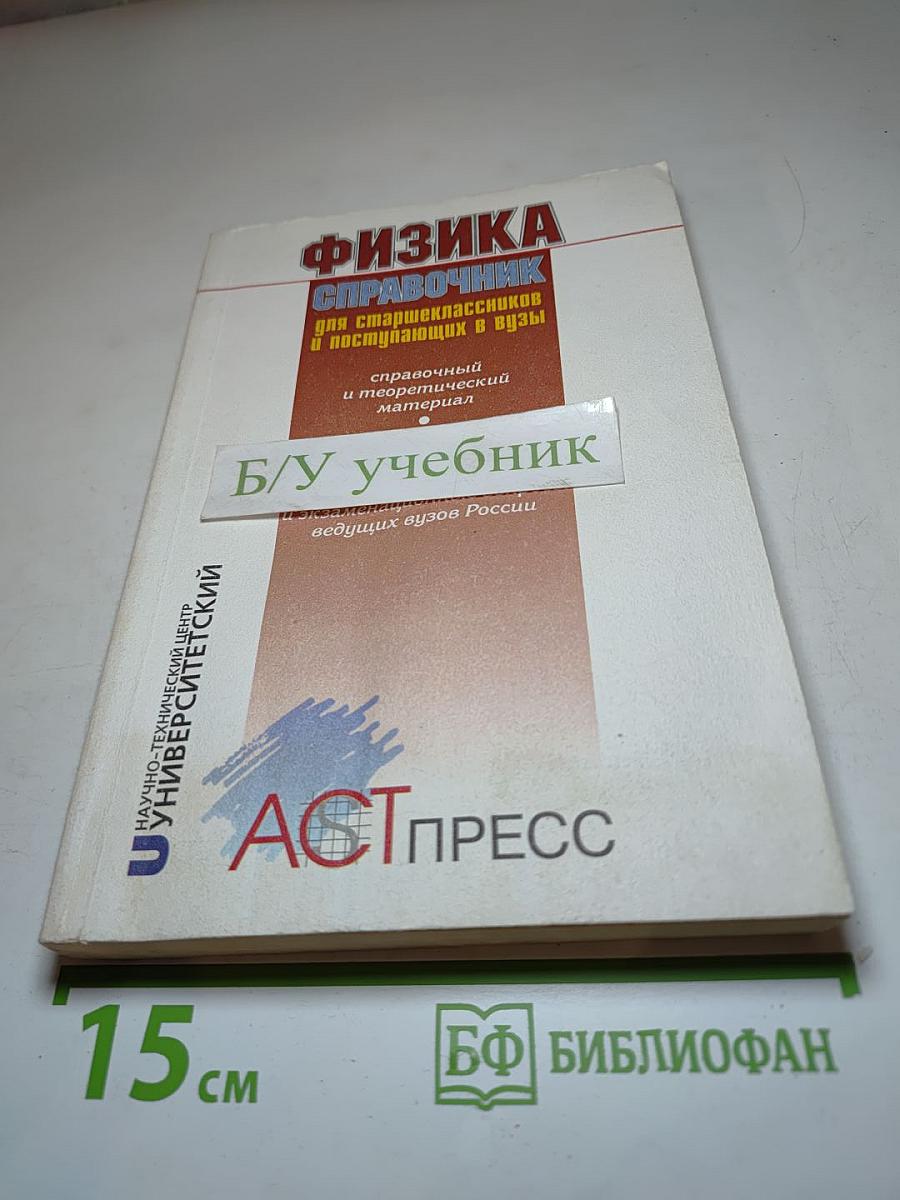 ФИЗИКА
СПРАВОЧНИК
для старшеклассников
и поступающих в вузы
справочный
и теоретический
материал
Б/У учебник
ведущих вузов России
НАУЧНО-ТЕХНИЧЕСКИЙ ЦЕНТР
УНИВЕРСИТЕТСКИЙ
АСТ ПРЕСС
15 см
БФ БИБЛИОФАН